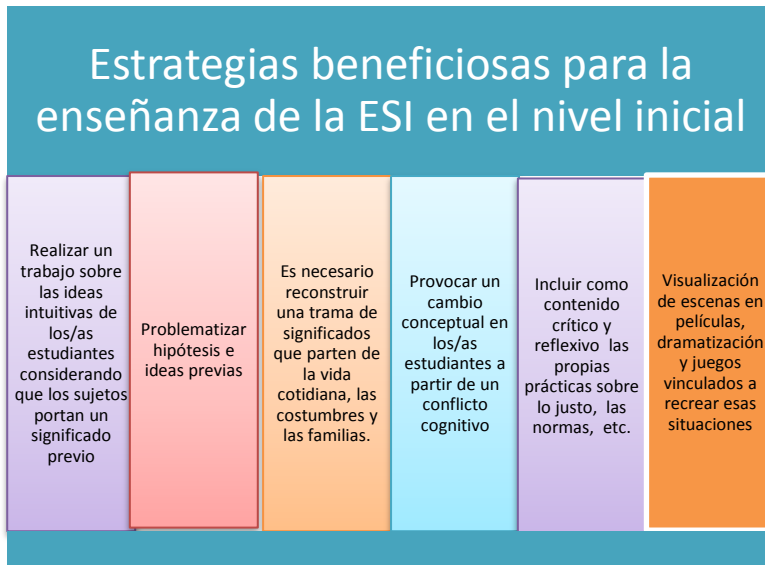 Estrategias beneficiosas para la
enseñanza de la ESI en el nivel inicial
Realizar un
trabajo sobre
las ideas
intuitivas de
los/as
estudiantes
considerando
que los sujetos
portan un
significado
previo
Problematizar
hipótesis e
ideas previas
Es necesario
reconstruir
una trama de
significados
que parten de
la vida
cotidiana, las
costumbres y
las familias.
Provocar un
cambio
conceptual en
los/as
estudiantes a
partir de un
conflicto
cognitivo
Incluir como
contenido
crítico y
reflexivo las
propias
prácticas sobre
lo justo, las
normas, etc.
Visualización
de escenas en
películas,
dramatización
y juegos
vinculados a
recrear esas
situaciones